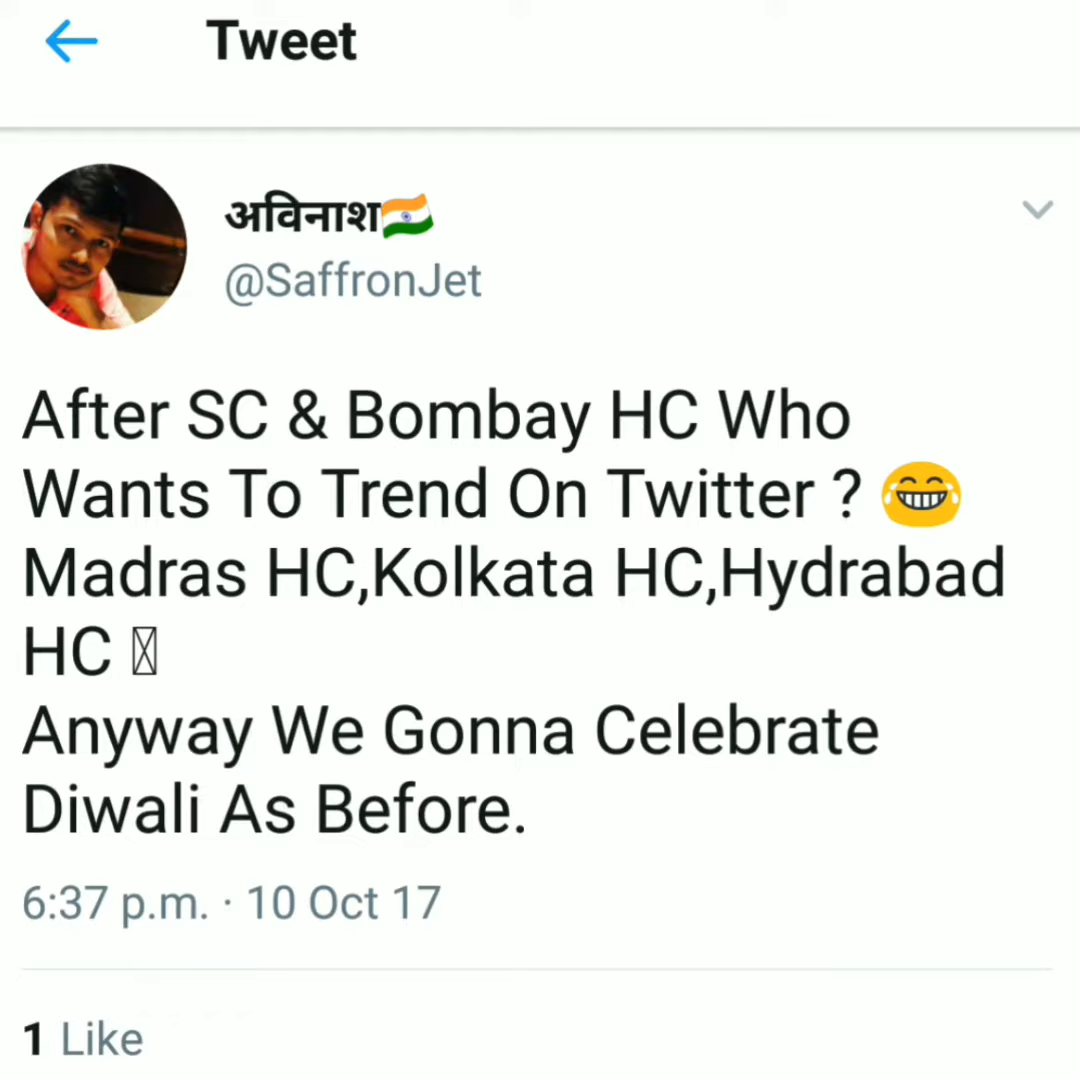 Tweet
अविनाश🇮🇳
@SaffronJet
After SC & Bombay HC Who
Wants To Trend On Twitter ? 😂
Madras HC,Kolkata HC,Hydrabad
HC
Anyway We Gonna Celebrate
Diwali As Before.
6:37 p.m. · 10 Oct 17
1 Like